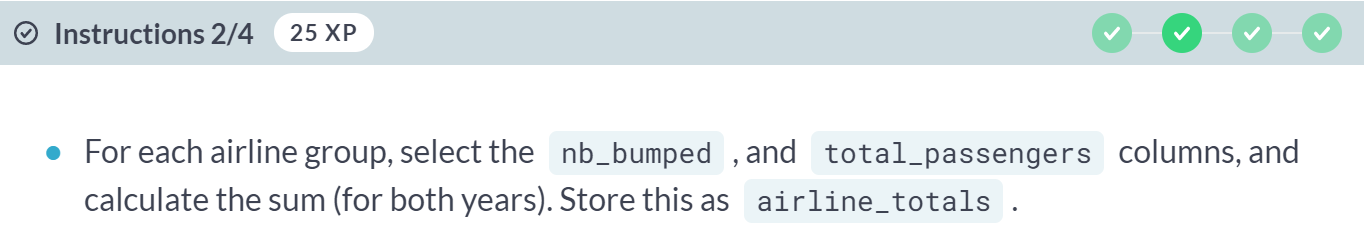 Instructions 2/4 25 XP
For each airline group, select the nb_bumped , and total_passengers columns, and
calculate the sum (for both years). Store this as airline_totals .